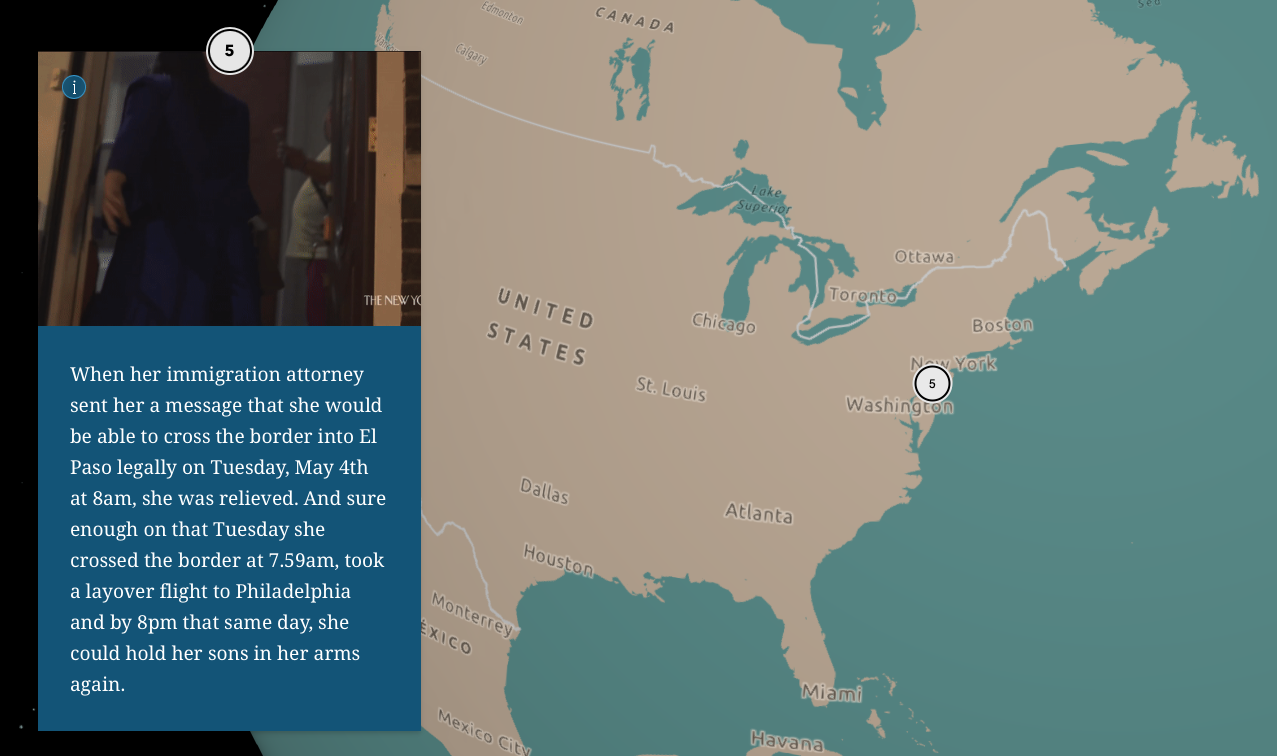 5
i
THE NEW YO
When her immigration attorney
sent her a message that she would
be able to cross the border into El
Paso legally on Tuesday, May 4th
at 8am, she was relieved. And sure
enough on that Tuesday she
crossed the border at 7.59am, took
a layover flight to Philadelphia
and by 8pm that same day, she
could hold her sons in her arms
again.
Edmonton
CANADA
Calgary
Sea
Lake
Superior
Ottawa
Toronto
UNITED
STATES
Chicago
Boston
New York
5
St. Louis
Washington
Dallas
Atlanta
Houston
Monterrey
ÉXICO
Miami
Mexico City
Havana